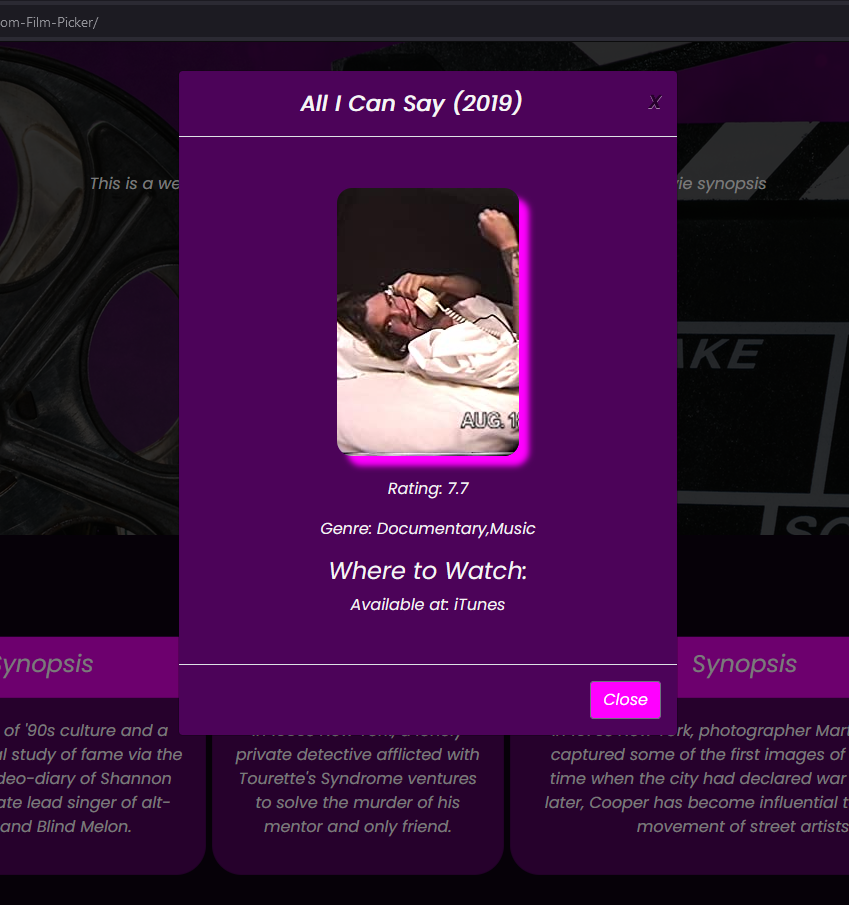 om-Film-Picker/
All I Can Say (2019)
X
This is a we
vie synopsis
AKE
AUG. 1
Rating: 7.7
Genre: Documentary,Music
Where to Watch:
Available at: iTunes
Close
Synopsis
of '90s culture and a
al study of fame via the
deo-diary of Shannon
ate lead singer of alt-
and Blind Melon.
private detective afflicted with
Tourette's Syndrome ventures
to solve the murder of his
mentor and only friend.
Synopsis
rk, photographer Mart
captured some of the first images of
time when the city had declared war
later, Cooper has become influential t
movement of street artists